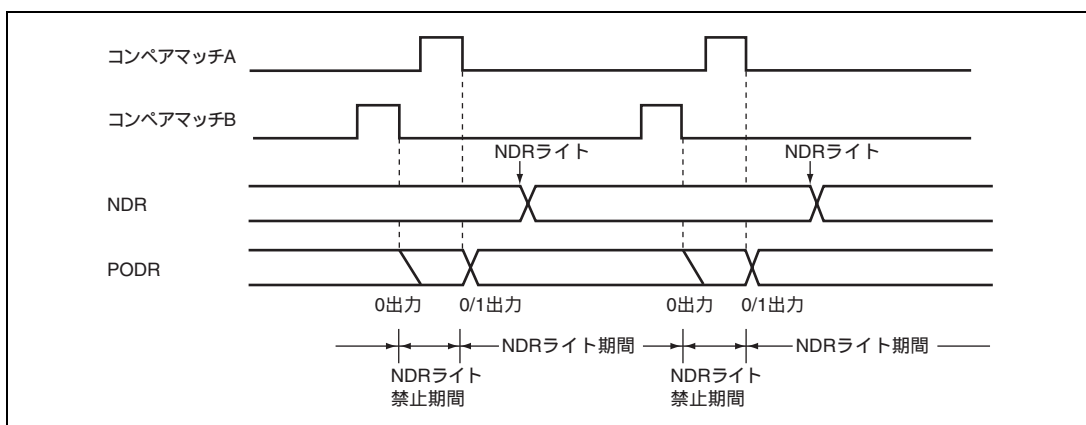 コンペアマッチA
コンペアマッチB
NDRライト
NDRライト
NDR
PODR
0出力
0/1出力
0出力
0/1出力
NDRライト期間
NDRライト期間
NDRライト
禁止期間
NDRライト
禁止期間